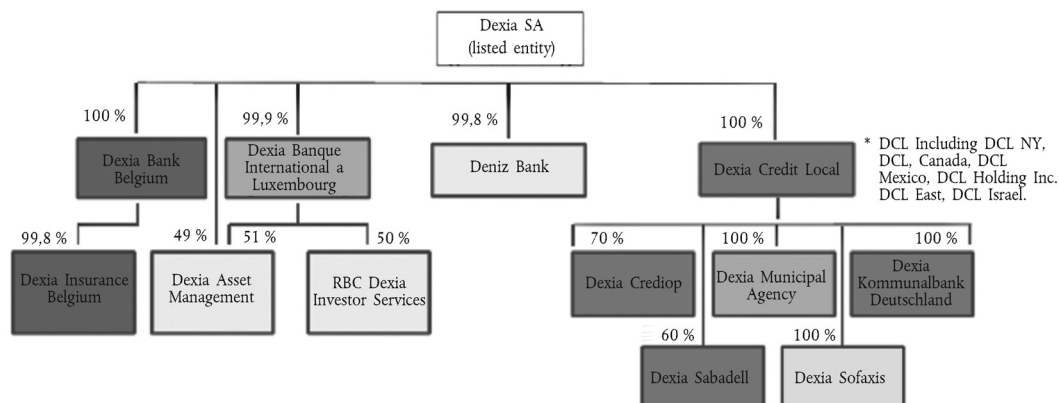 Dexia SA
(listed entity)
100 %
99,9 %
99,8 %
100 %
Dexia Bank
Belgium
Dexia Banque
International a
Luxembourg
Deniz Bank
Dexia Credit Local
* DCL Including DCL NY,
DCL, Canada, DCL
Mexico, DCL Holding Inc.
DCL East, DCL Israel.
99,8 %
49 %
51 %
50 %
70 %
100 %
100 %
Dexia Insurance
Belgium
Dexia Asset
Management
RBC Dexia
Investor Services
Dexia Crediop
Dexia Municipal
Agency
Dexia
Kommunalbank
Deutschland
60 %
100 %
Dexia Sabadell
Dexia Sofaxis